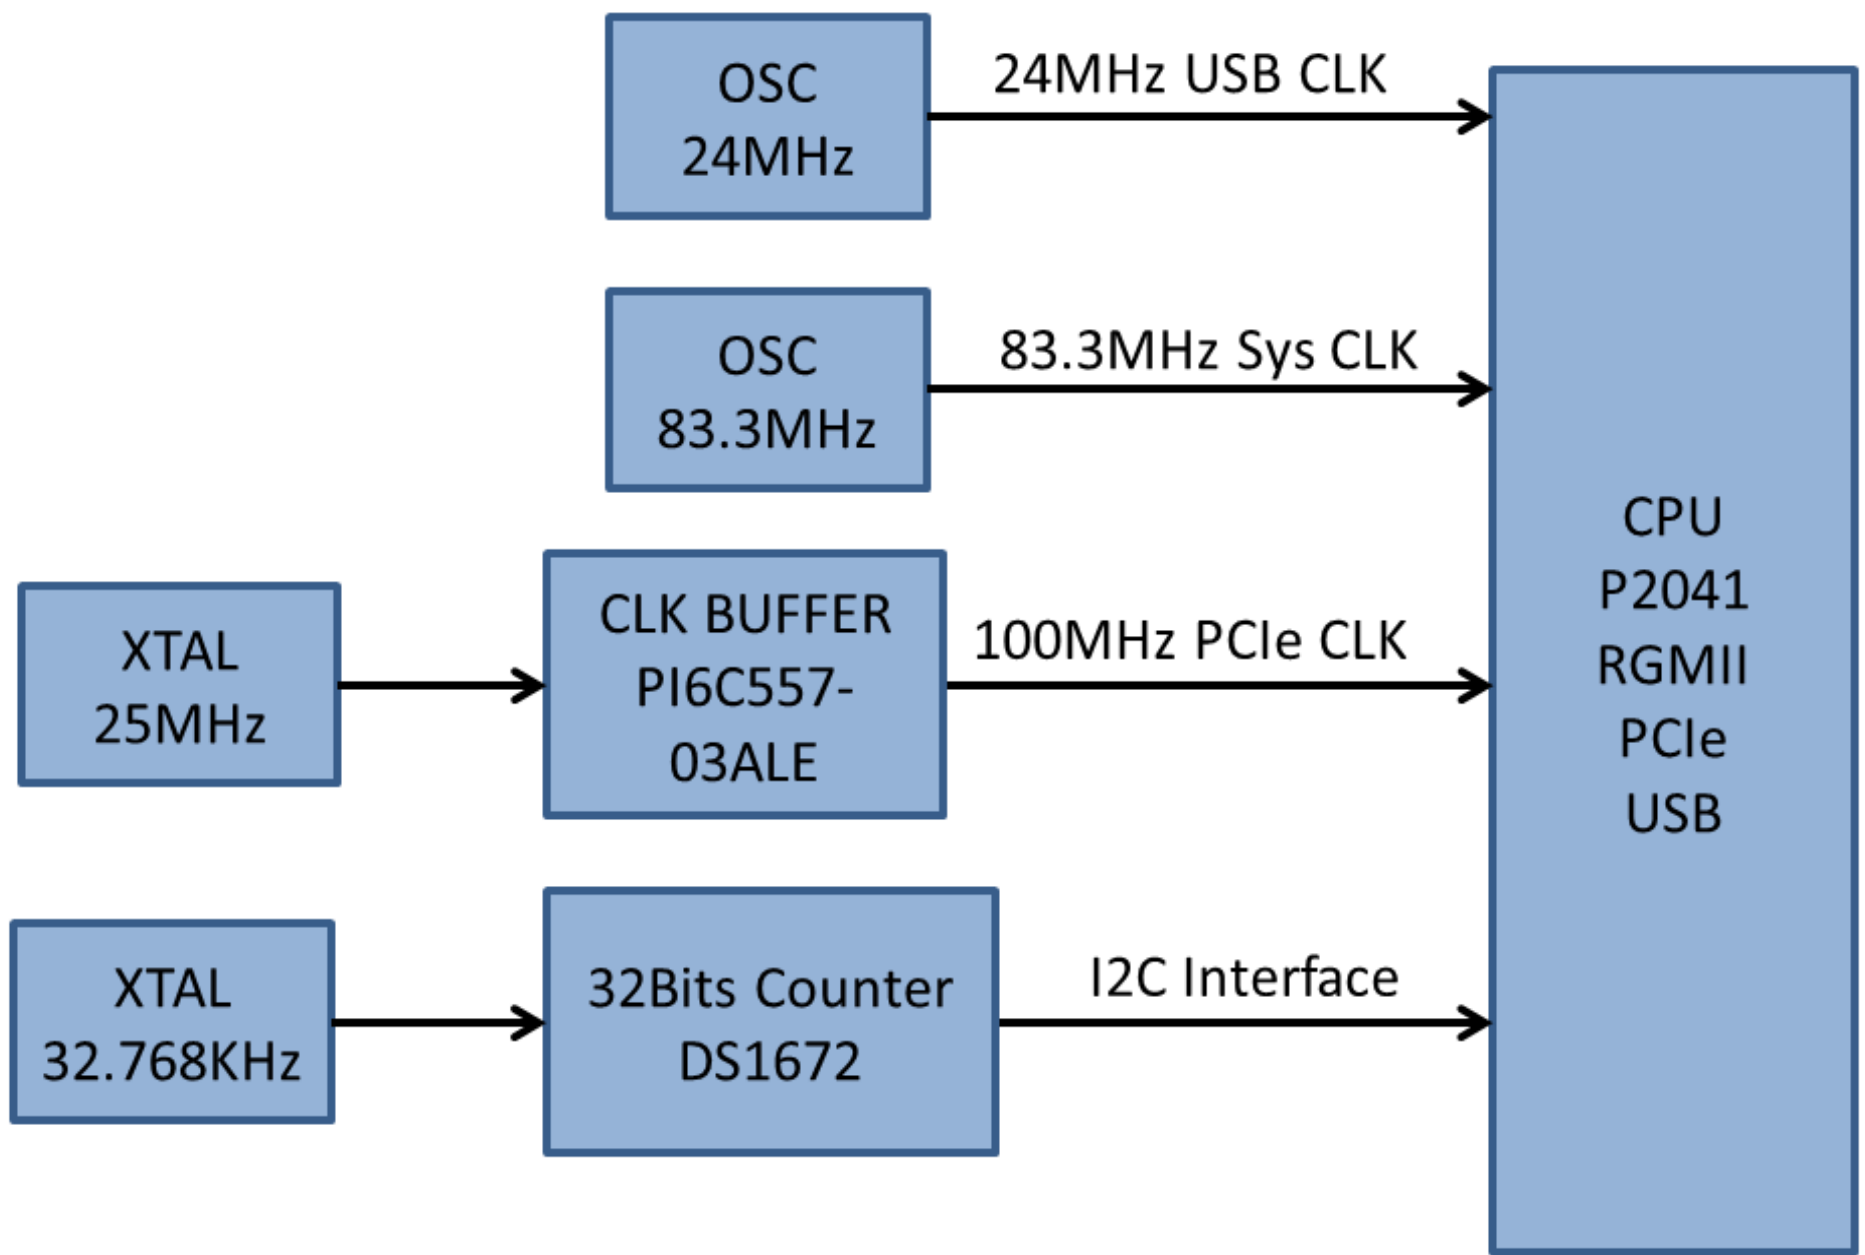 OSC
24MHz
24MHz USB CLK
OSC
83.3MHz
83.3MHz Sys CLK
XTAL
25MHz
CLK BUFFER
PI6C557-
03ALE
100MHz PCIe CLK
XTAL
32.768KHz
32Bits Counter
DS1672
I2C Interface
CPU
P2041
RGMII
PCIe
USB